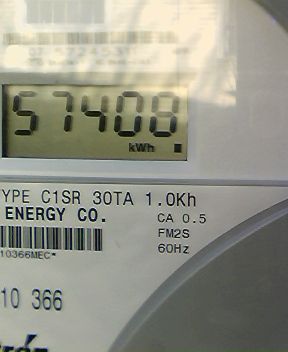 57408
kWh
YPE C1SR 30TA 1.0Kh
ENERGY CO.
CA 0.5
FM2S
60Hz
10366MEC*
10 366